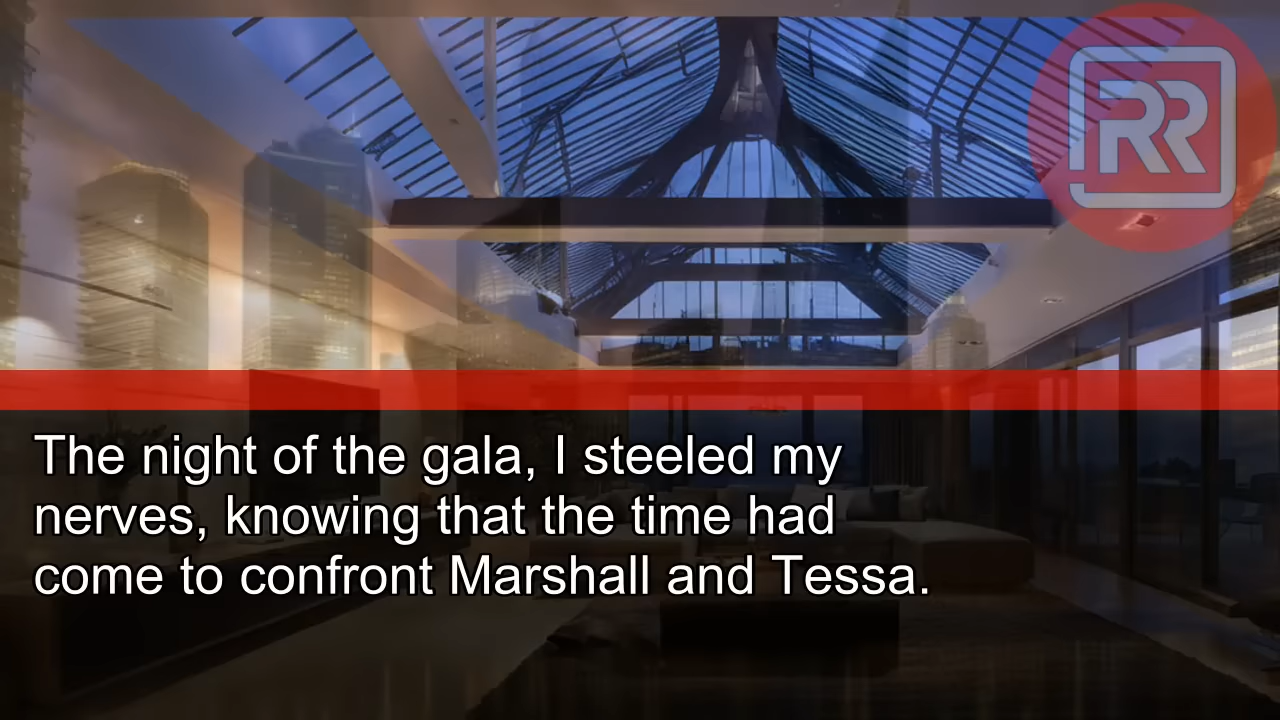 RR
The night of the gala, I steeled my
nerves, knowing that the time had
come to confront Marshall and Tessa.